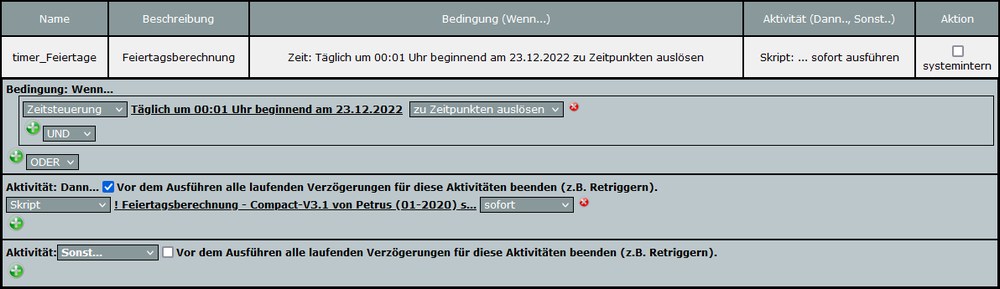 Name Beschreibung Bedingung (Wenn...) Aktivität (Dann.., Sonst..) Aktion
timer_Feiertage Feiertagsberechnung Zeit: Täglich um 00:01 Uhr beginnend am 23.12.2022 zu Zeitpunkten auslösen Skript: ... sofort ausführen systemintern
Bedingung: Wenn...
Zeitsteuerung Täglich um 00:01 Uhr beginnend am 23.12.2022 zu Zeitpunkten auslösen
UND
ODER
Aktivität: Dann... Vor dem Ausführen alle laufenden Verzögerungen für diese Aktivitäten beenden (z.B. Retriggern).
Skript ! Feiertagsberechnung - Compact-V3.1 von Petrus (01-2020) s... sofort
Aktivität: Sonst... Vor dem Ausführen alle laufenden Verzögerungen für diese Aktivitäten beenden (z.B. Retriggern).